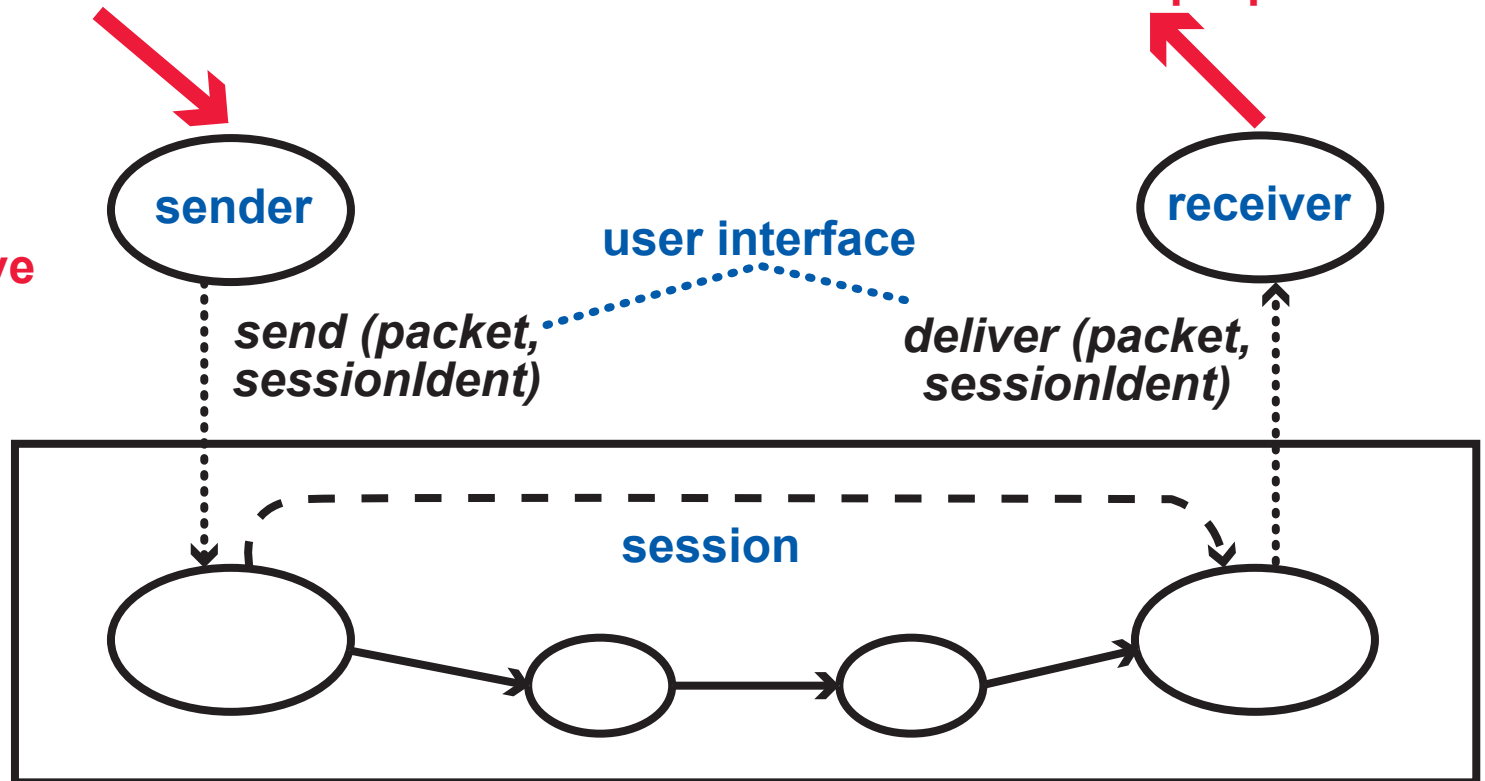 sender
receiver
user interface
send (packet,
sessionIdent)
deliver (packet,
sessionIdent)
session